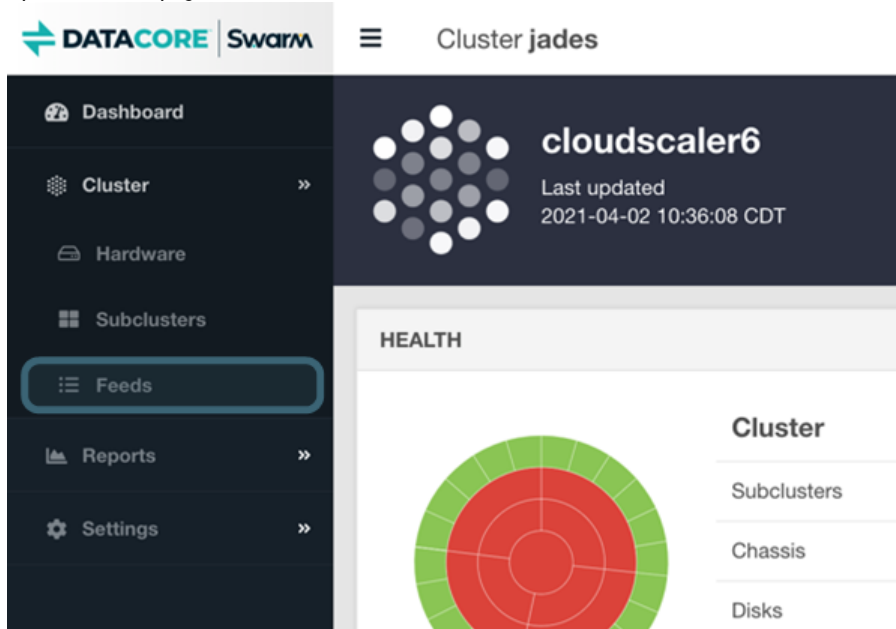 DATACORE Swarm
Cluster jades
Dashboard
Cluster »
Hardware
Subclusters
Feeds
Reports »
Settings »
cloudscaler6
Last updated
2021-04-02 10:36:08 CDT
HEALTH
Cluster
Subclusters
Chassis
Disks